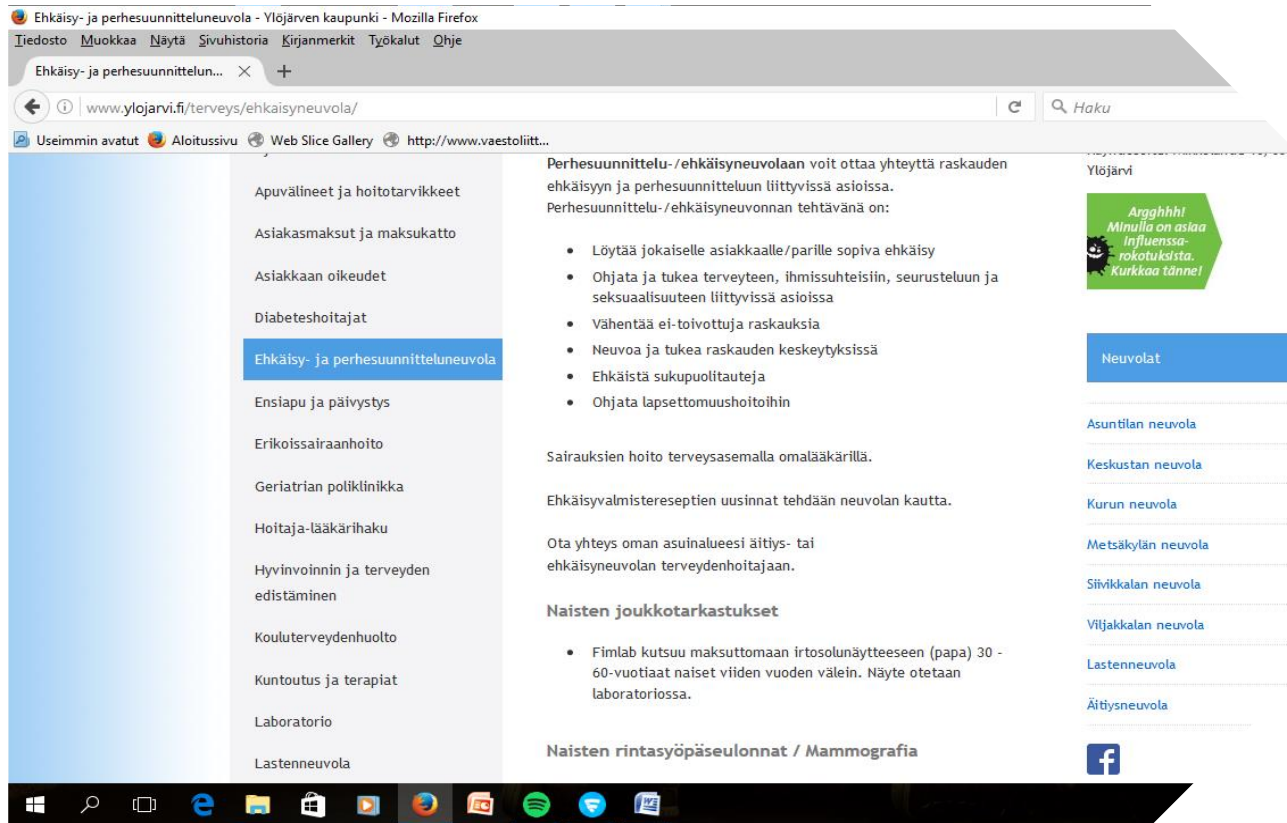 Ehkäisy- ja perhesuunnitteluneuvola - Ylöjärven kaupunki - Mozilla Firefox
Tiedosto Muokkaa Näytä Sivuhistoria Kirjanmerkit Työkalut Ohje
Ehkäisy- ja perhesuunnittelun...
www.ylojarvi.fi/terveys/ehkaisyneuvola/
Haku
Useimmin avatut Aloitussivu Web Slice Gallery http://www.vaestoliitt...
Apuvälineet ja hoitotarvikkeet
Asiakasmaksut ja maksukatto
Asiakkaan oikeudet
Diabeteshoitajat
Ehkäisy- ja perhesuunnitteluneuvola
Ensiapu ja päivystys
Erikoissairaanhoito
Geriatrian poliklinikka
Hoitaja-lääkärihaku
Hyvinvoinnin ja terveyden
edistäminen
Kouluterveydenhuolto
Kuntoutus ja terapiat
Laboratorio
Lastenneuvola
Perhesuunnittelu-/ehkäisyneuvolaan voit ottaa yhteyttä raskauden
ehkäisyyn ja perhesuunnitteluun liittyvissä asioissa.
Perhesuunnittelu-/ehkäisyneuvonnan tehtävänä on:
• Löytää jokaiselle asiakkaalle/parille sopiva ehkäisy
• Ohjata ja tukea terveyteen, ihmissuhteisiin, seurusteluun ja
seksuaalisuuteen liittyvissä asioissa
• Vähentää ei-toivottuja raskauksia
• Neuvoa ja tukea raskauden keskeytyksissä
• Ehkäistä sukupuolitauteja
• Ohjata lapsettomuushoitoihin
Sairauksien hoito terveysasemalla omalääkärillä.
Ehkäisyvalmistereseptien uusinnat tehdään neuvolan kautta.
Ota yhteys oman asuinalueesi äitiys- tai
ehkäisyneuvolan terveydenhoitajaan.
Naisten joukkotarkastukset
• Fimlab kutsuu maksuttomaan irtosolunäytteeseen (papa) 30 -
60-vuotiaat naiset viiden vuoden välein. Näyte otetaan
laboratoriossa.
Naisten rintasyöpäseulonnat / Mammografia
Ylöjärvi
Argghhh!
Minulla on asiaa
influenssa-
rokotuksista.
Kurkkaa tänne!
Neuvolat
Asuntilan neuvola
Keskustan neuvola
Kurun neuvola
Metsäkylän neuvola
Siivikkalan neuvola
Viljakkalan neuvola
Lastenneuvola
Äitiysneuvola